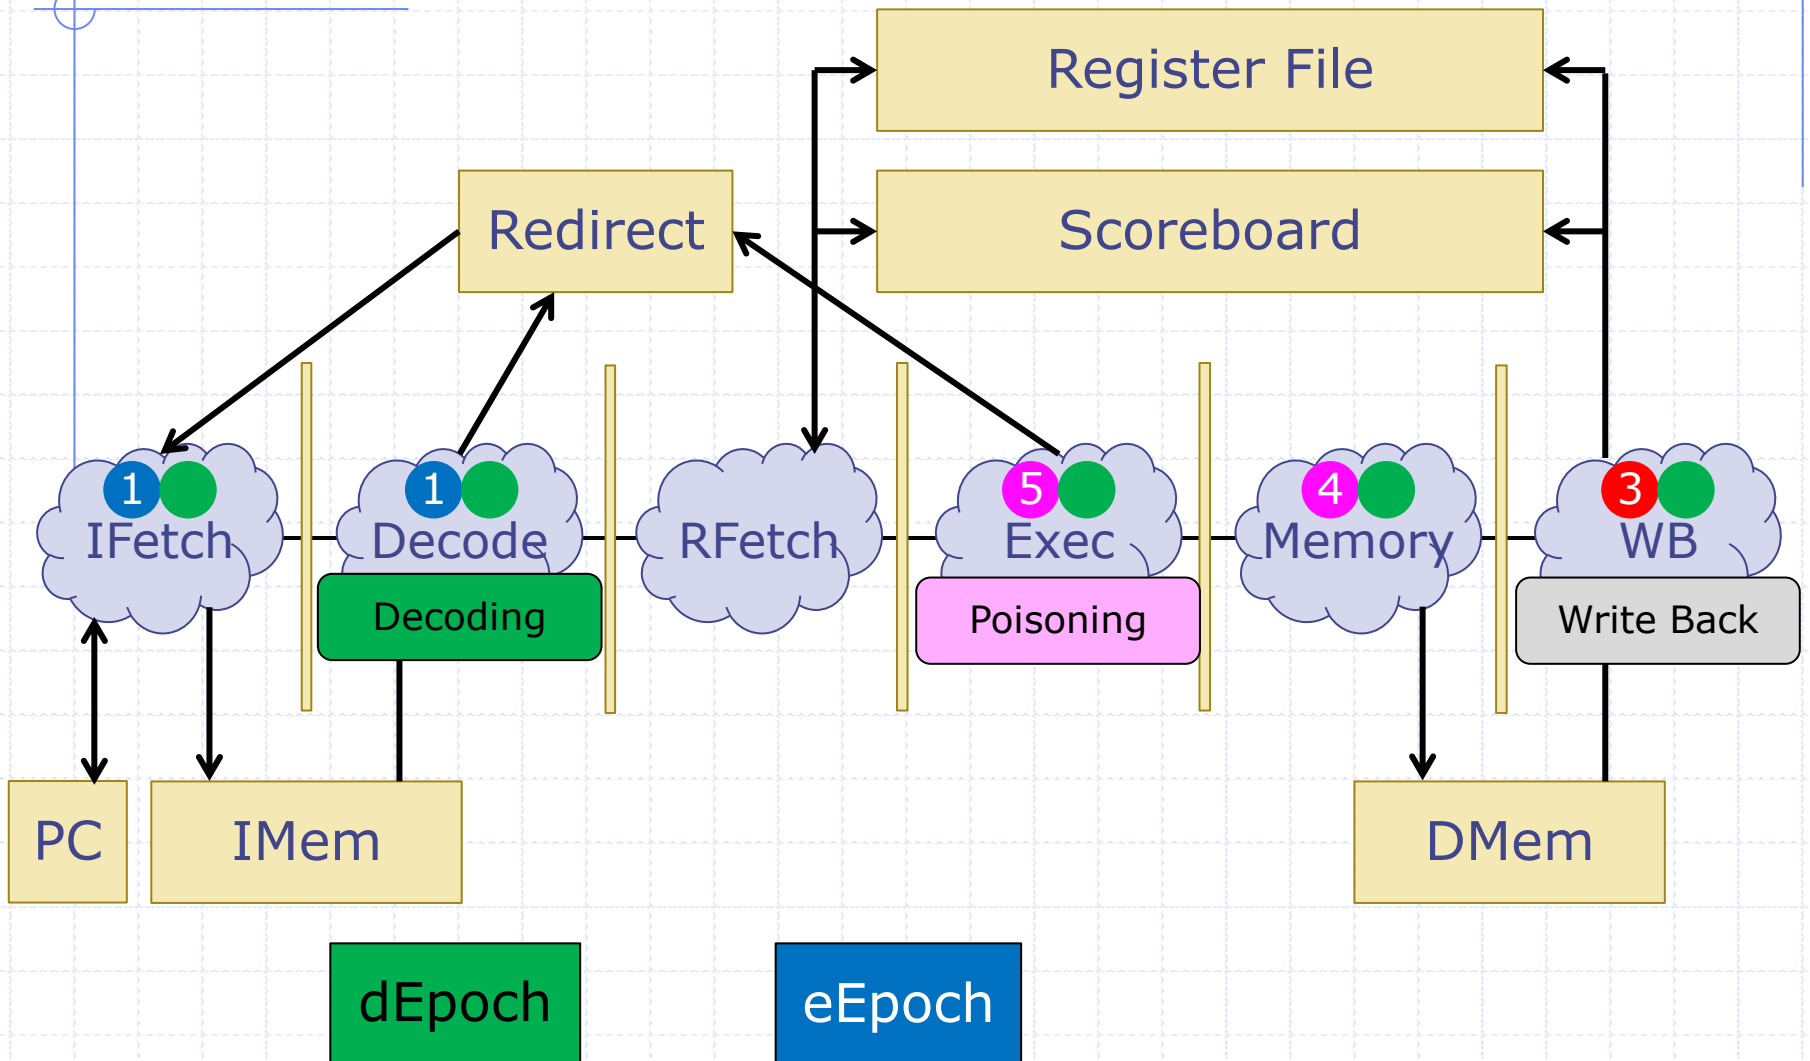 Register File
Redirect
Scoreboard
1
1
5
4
3
IFetch
Decode
RFetch
Exec
Memory
WB
Decoding
Poisoning
Write Back
PC
IMem
DMem
dEpoch
eEpoch